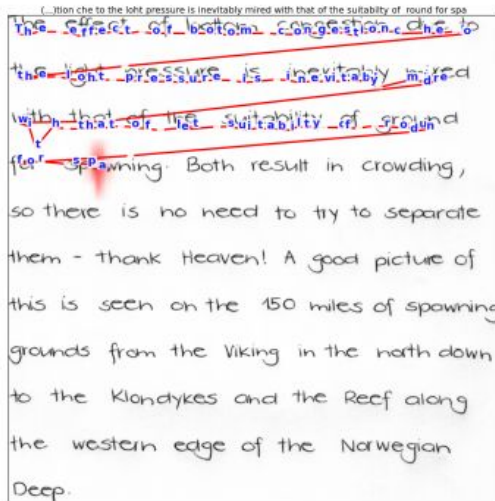 (...)tion che to the loht pressure is inevitably mired with that of the suitabilty of round for spa
The effect of bottom congestion due to
the light pressure is inevitably
with that of the suitability of ground
for spawning. Both result in crowding,
so there is no need to try to separate
them - thank Heaven! A good picture of
this is seen on the 150 miles of spawning
grounds from the Viking in the north down
to the Klondykes and the Reef along
the western edge of the Norwegian
Deep.